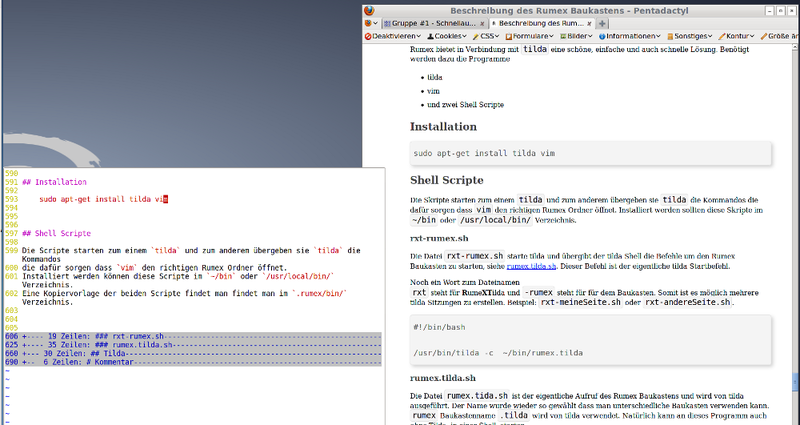 Beschreibung des Rumex Baukastens - Pentadactyl
Gruppe #1 - Schnellau...
Beschreibung des Rum...
Deaktivieren
Cookies
CSS
Formulare
Bilder
Informationen
Sonstiges
Kontur
Größe än
Rumex bietet in Verbindung mit tilda eine schöne, einfache und auch schnelle Lösung. Benötigt
werden dazu die Programme
• tilda
• vim
• und zwei Shell Scripte
Installation
sudo apt-get install tilda vim
Shell Scripte
Die Skripte starten zum einem tilda und zum anderem übergeben sie tilda die Kommandos die
dafür sorgen dass vim den richtigen Rumex Ordner öffnet. Installiert werden sollten diese Skripte im
~/bin oder /usr/local/bin/ Verzeichnis.
rxt-rumex.sh
Die Datei rxt-rumex.sh starte tilda und übergibt der tilda Shell die Befehle um den Rumex
Baukasten zu starten, siehe rumex.tilda.sh. Dieser Befehl ist der eigentliche tilda Startbefehl.
Noch ein Wort zum Dateinamen
rxt steht für RumeXTilda und -rumex steht für für dem Baukasten. Somit ist es möglich mehrere
tilda Sitzungen zu erstellen. Beispiel: rxt-meineSeite.sh oder rxt-andereSeite.sh.
#!/bin/bash
/usr/bin/tilda -c ~/bin/rumex.tilda
rumex.tilda.sh
Die Datei rumex.tida.sh ist der eigentliche Aufruf des Rumex Baukastens und wird von tilda
ausgeführt. Der Name wurde wieder so gewählt dass man unterschiedliche Baukasten verwenden kann.
rumex Baukastenname .tilda wird von tilda verwendet. Natürlich kann an dieses Programm auch
590
591 ## Installation
592
593 sudo apt-get install tilda vim
594
595
596
597
598 ## Shell Scripte
599
599 Die Scripte starten zum einem `tilda` und zum anderen übergeben sie `tilda` die
Kommandos
600 die dafür sorgen dass `vim` den richtigen Rumex Ordner öffnet.
601 Installiert werden können diese Scripte im `~/bin` oder `/usr/local/bin/`
Verzeichnis.
602 Eine Kopiervorlage der beiden Scripte findet man findet man im `.rumex/bin/`
Verzeichnis.
603
604
605
606 +---- 19 Zeilen: ### rxt-rumex.sh
625 +---- 35 Zeilen: ### rumex.tilda.sh
660 +--- 30 Zeilen: ## Tilda
690 +-- 6 Zeilen: # Kommentar
~
~
~
~
~